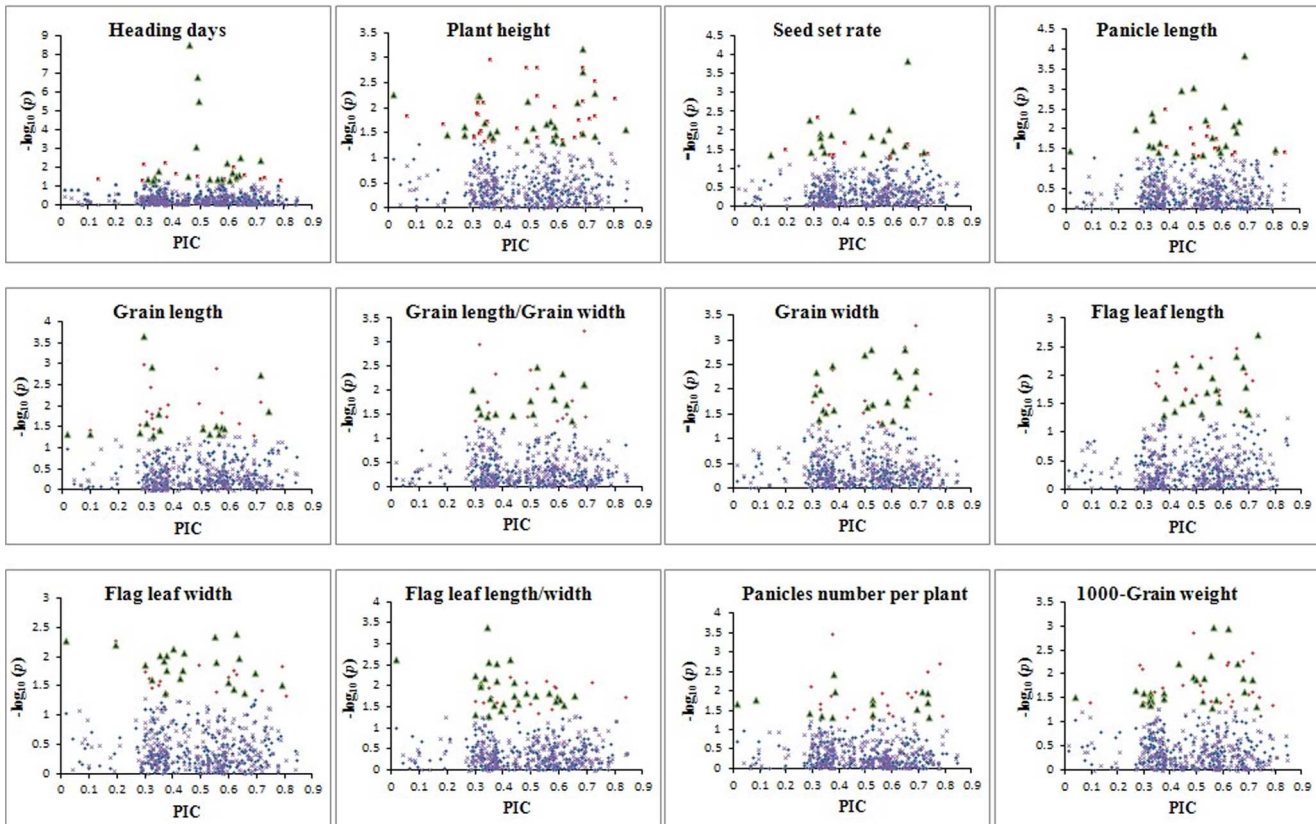 Heading days
-log10 (p)
9
8
7
6
5
4
3
2
1
0
0 0.1 0.2 0.3 0.4 0.5 0.6 0.7 0.8 0.9
PIC
Plant height
-log10 (p)
3.5
3
2.5
2
1.5
1
0.5
0
0 0.1 0.2 0.3 0.4 0.5 0.6 0.7 0.8 0.9
PIC
Seed set rate
-log10 (p)
4.5
4
3.5
3
2.5
2
1.5
1
0.5
0
0 0.1 0.2 0.3 0.4 0.5 0.6 0.7 0.8 0.9
PIC
Panicle length
-log10 (p)
4.5
4
3.5
3
2.5
2
1.5
1
0.5
0
0 0.1 0.2 0.3 0.4 0.5 0.6 0.7 0.8 0.9
PIC
Grain length
-log10 (p)
4
3.5
3
2.5
2
1.5
1
0.5
0
0 0.1 0.2 0.3 0.4 0.5 0.6 0.7 0.8 0.9
PIC
Grain length/Grain width
-log10 (p)
3.5
3
2.5
2
1.5
1
0.5
0
0 0.1 0.2 0.3 0.4 0.5 0.6 0.7 0.8 0.9
PIC
Grain width
-log10 (p)
3.5
3
2.5
2
1.5
1
0.5
0
0 0.1 0.2 0.3 0.4 0.5 0.6 0.7 0.8 0.9
PIC
Flag leaf length
-log10 (p)
3
2.5
2
1.5
1
0.5
0
0 0.1 0.2 0.3 0.4 0.5 0.6 0.7 0.8 0.9
PIC
Flag leaf width
-log10 (p)
3
2.5
2
1.5
1
0.5
0
0 0.1 0.2 0.3 0.4 0.5 0.6 0.7 0.8 0.9
PIC
Flag leaf length/width
-log10 (p)
4
3.5
3
2.5
2
1.5
1
0.5
0
0 0.1 0.2 0.3 0.4 0.5 0.6 0.7 0.8 0.9
PIC
Panicles number per plant
-log10 (p)
4.5
4
3.5
3
2.5
2
1.5
1
0.5
0
0 0.1 0.2 0.3 0.4 0.5 0.6 0.7 0.8 0.9
PIC
1000-Grain weight
-log10 (p)
3.5
3
2.5
2
1.5
1
0.5
0
0 0.1 0.2 0.3 0.4 0.5 0.6 0.7 0.8 0.9
PIC